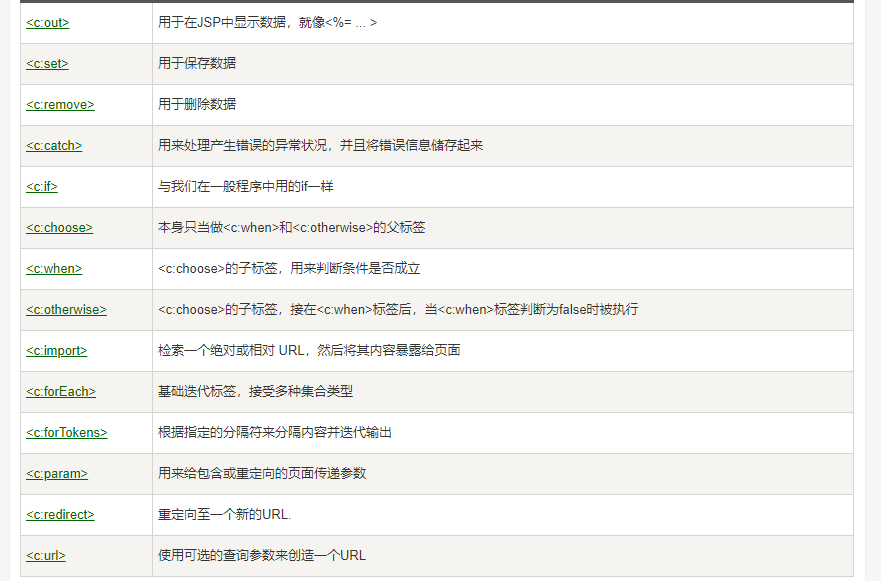 <c:out> 用于在JSP中显示数据，就像<%= ... >
<c:set> 用于保存数据
<c:remove> 用于删除数据
<c:catch> 用来处理产生错误的异常状况，并且将错误信息储存起来
<c:if> 与我们在一般程序中用的if一样
<c:choose> 本身只当做<c:when>和<c:otherwise>的父标签
<c:when> <c:choose>的子标签，用来判断条件是否成立
<c:otherwise> <c:choose>的子标签，接在<c:when>标签后，当<c:when>标签判断为false时被执行
<c:import> 检索一个绝对或相对 URL，然后将其内容暴露给页面
<c:forEach> 基础迭代标签，接受多种集合类型
<c:forTokens> 根据指定的分隔符来分隔内容并迭代输出
<c:param> 用来给包含或重定向的页面传递参数
<c:redirect> 重定向至一个新的URL.
<c:url> 使用可选的查询参数来创造一个URL